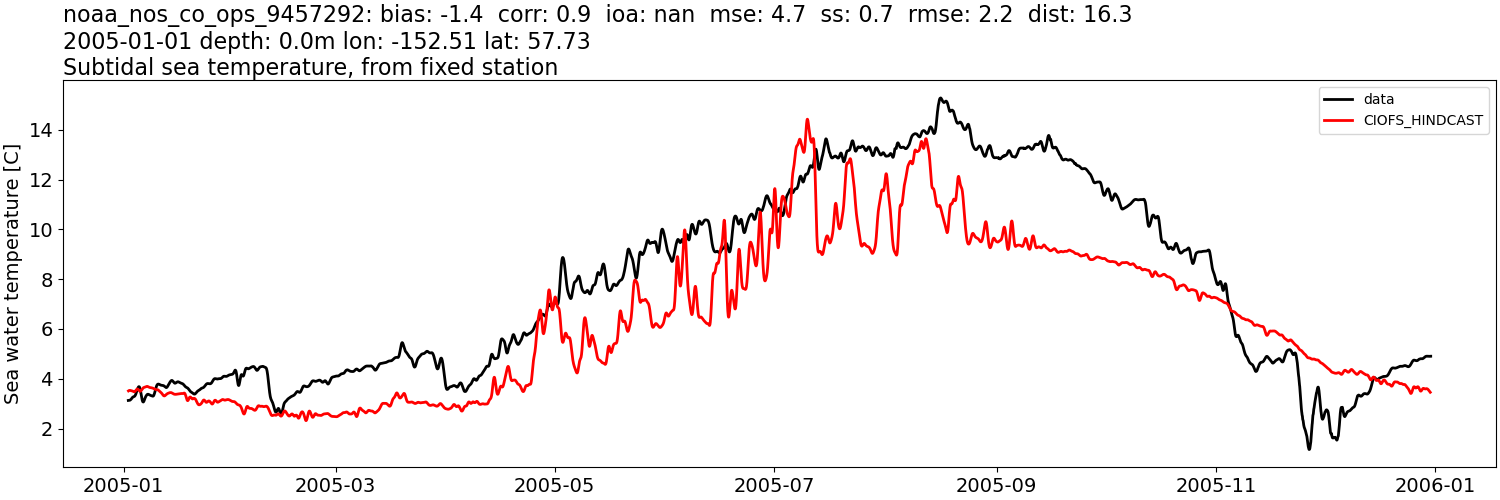 noaa_nos_co_ops_9457292: bias: -1.4  corr: 0.9  ioa: nan  mse: 4.7  ss: 0.7  rmse: 2.2  dist: 16.3
2005-01-01 depth: 0.0m lon: -152.51 lat: 57.73
Subtidal sea temperature, from fixed station
Sea water temperature [C]
14
12
10
8
6
4
2
data
CIOFS_HINDCAST
2005-01
2005-03
2005-05
2005-07
2005-09
2005-11
2006-01